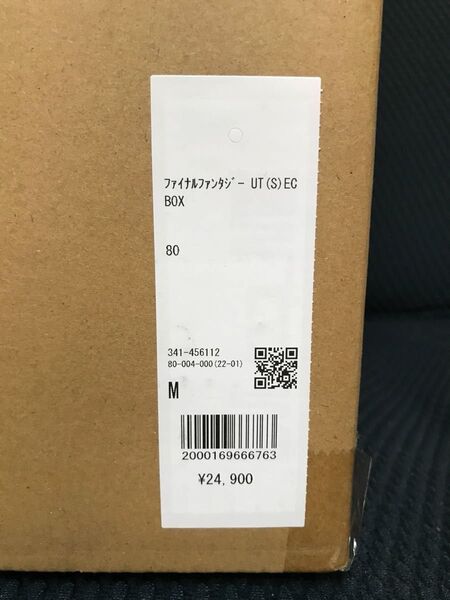 ﾌｧｲﾅﾙﾌｧﾝﾀｼﾞｰ UT(S)EC
BOX
80
341-456112
80-004-000(22-01)
M
2000169666763
¥24,900